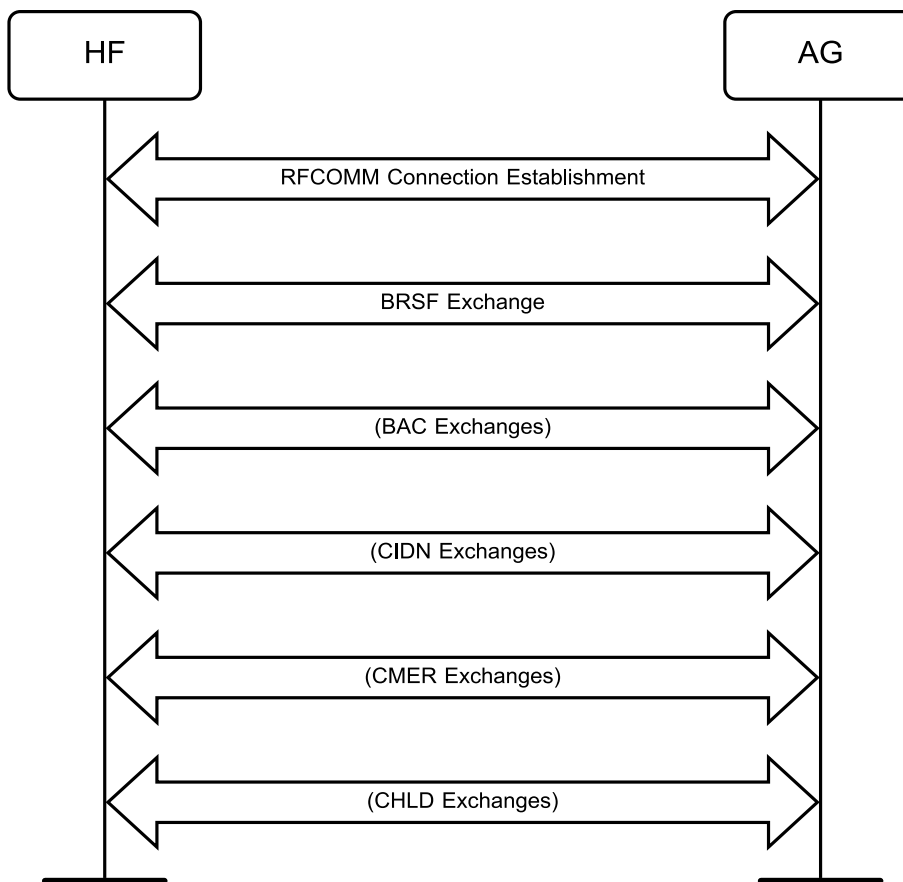 HF
AG
RFCOMM Connection Establishment
BRSF Exchange
(BAC Exchanges)
(CIDN Exchanges)
(CMER Exchanges)
(CHLD Exchanges)